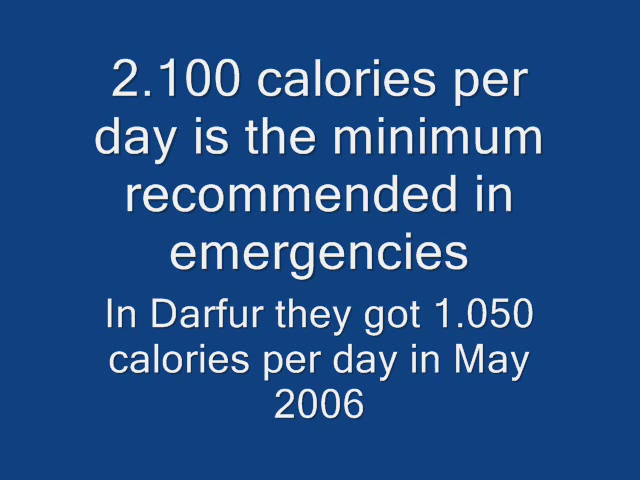 2.100 calories per
day is the minimum
recommended in
emergencies
In Darfur they got 1.050
calories per day in May
2006